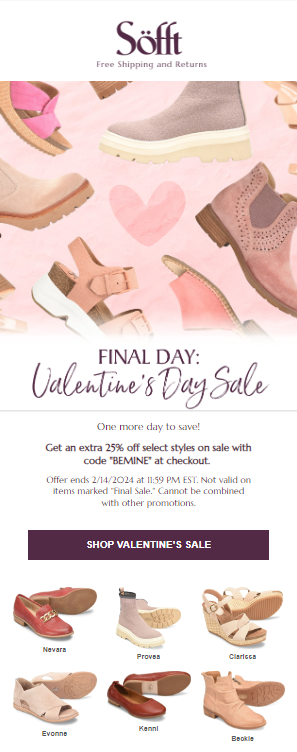 Söfft
Free Shipping and Returns
FINAL DAY:
Valentine's Day Sale
One more day to save!
Get an extra 25% off select styles on sale with
code "BEMINE" at checkout.
Offer ends 2/14/2024 at 11:59 PM EST. Not valid on
items marked "Final Sale." Cannot be combined
with other promotions.
SHOP VALENTINE'S SALE
Nevara
Provea
Clarissa
Evonne
Kenni
Beckie